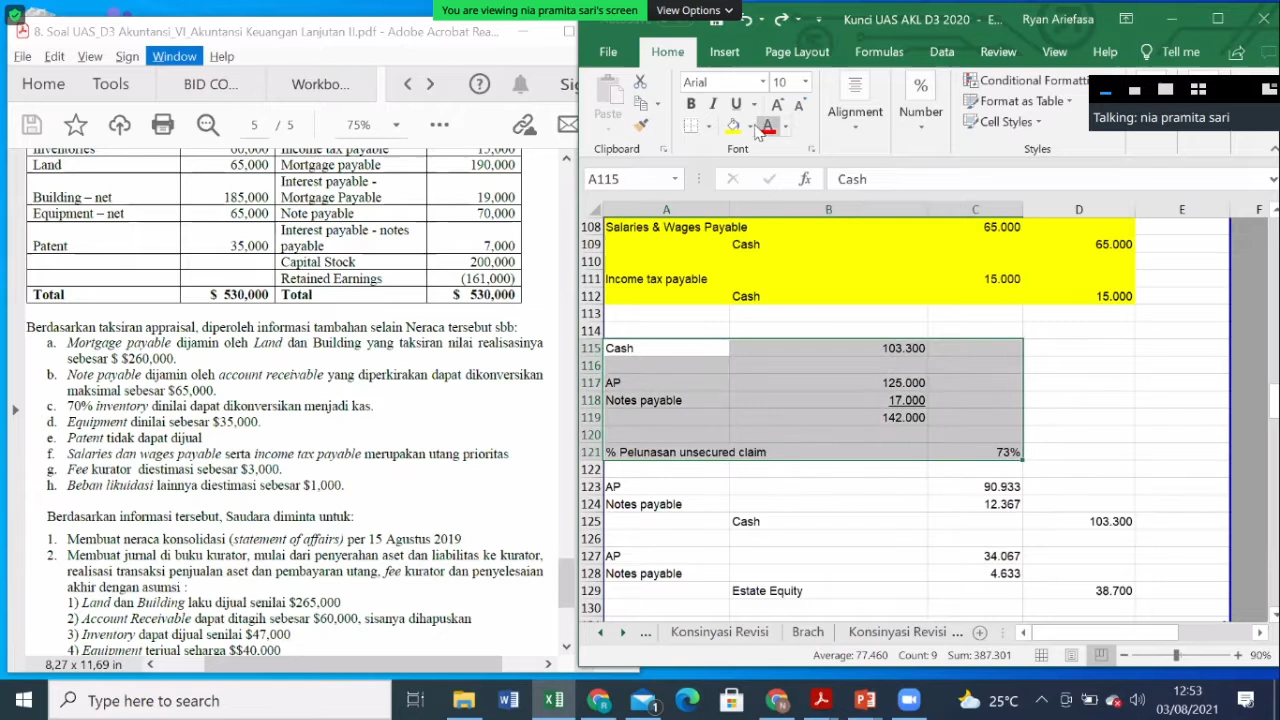 You are viewing nia pramita sari's screen
View Options
8. Soal UAS_D3 Akuntansi_VI_Akuntansi Keuangan Lanjutan II.pdf - Adobe Acrobat Rea...
File Edit View Sign Window Help
Home Tools BID CO... Workbo...
5 / 5 75%
Inventories 60,000 Income tax payable 15,000
Land 65,000 Mortgage payable 190,000
Building – net 185,000 Interest payable - Mortgage Payable 19,000
Equipment – net 65,000 Note payable 70,000
Patent 35,000 Interest payable - notes payable 7,000
Capital Stock 200,000
Retained Earnings (161,000)
Total $ 530,000 Total $ 530,000
Berdasarkan taksiran appraisal, diperoleh informasi tambahan selain Neraca tersebut sbb:
a. Mortgage payable dijamin oleh Land dan Building yang taksiran nilai realisasinya
sebesar $ $260,000.
b. Note payable dijamin oleh account receivable yang diperkirakan dapat dikonversikan
maksimal sebesar $65,000.
c. 70% inventory dinilai dapat dikonversikan menjadi kas.
d. Equipment dinilai sebesar $35,000.
e. Patent tidak dapat dijual
f. Salaries dan wages payable serta income tax payable merupakan utang prioritas
g. Fee kurator diestimasi sebesar $3,000.
h. Beban likuidasi lainnya diestimasi sebesar $1,000.
Berdasarkan informasi tersebut, Saudara diminta untuk:
1. Membuat neraca konsolidasi (statement of affairs) per 15 Agustus 2019
2. Membuat jurnal di buku kurator, mulai dari penyerahan aset dan liabilitas ke kurator,
realisasi transaksi penjualan aset dan pembayaran utang, fee kurator dan penyelesaian
akhir dengan asumsi :
1) Land dan Building laku dijual senilai $265,000
2) Account Receivable dapat ditagih sebesar $60,000, sisanya dihapuskan
3) Inventory dapat dijual senilai $47,000
4) Equipment terjual seharga $$40.000
8,27 x 11,69 in
Kunci UAS AKL D3 2020 - E... Ryan Ariefasa
File Home Insert Page Layout Formulas Data Review View Help Tell me
Paste
Arial 10
B I U A A
A
Alignment
%
Number
Conditional Formatti
Format as Table
Cell Styles
Clipboard Font Styles
Talking: nia pramita sari
A115 fx Cash
A B C D E F
108 Salaries & Wages Payable 65.000
109 Cash 65.000
110
111 Income tax payable 15.000
112 Cash 15.000
113
114
115 Cash 103.300
116
117 AP 125.000
118 Notes payable 17.000
119 142.000
120
121 % Pelunasan unsecured claim 73%
122
123 AP 90.933
124 Notes payable 12.367
125 Cash 103.300
126
127 AP 34.067
128 Notes payable 4.633
129 Estate Equity 38.700
130
... Konsinyasi Revisi Brach Konsinyasi Revisi ...
Average: 77.460 Count: 9 Sum: 387.301 90%
Type here to search
1
25°C
12:53
03/08/2021